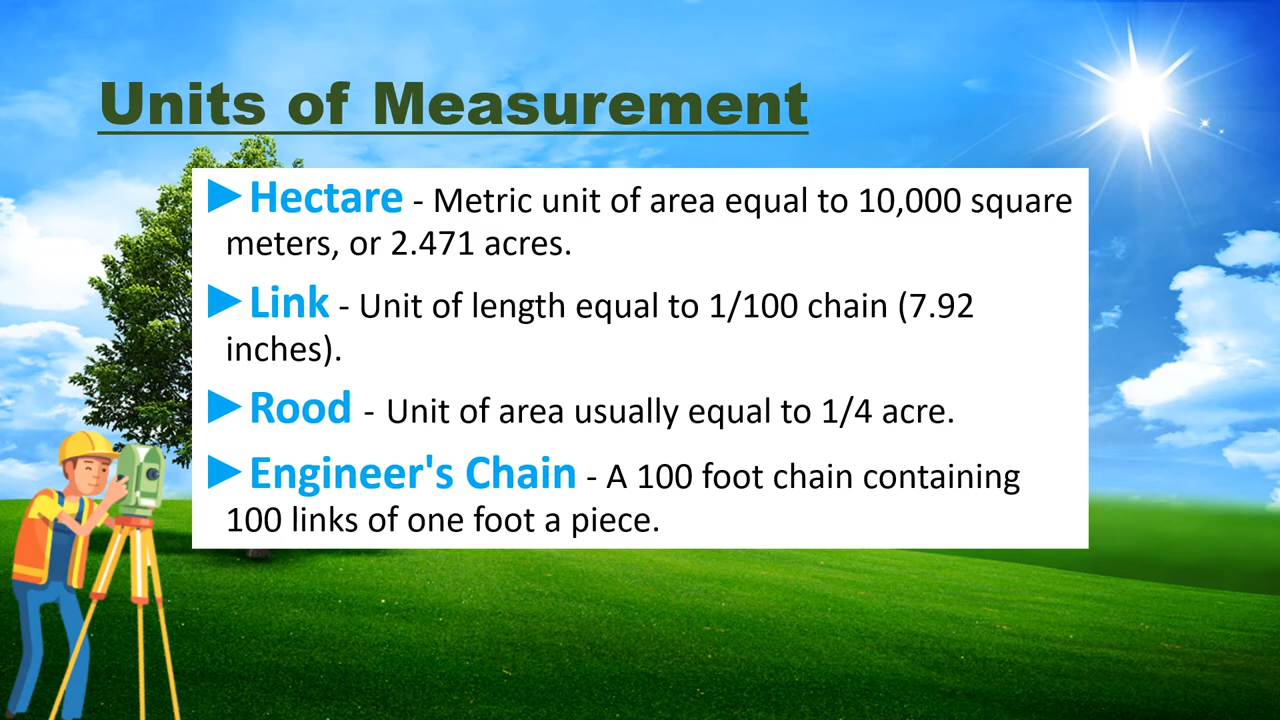 Units of Measurement
▶Hectare - Metric unit of area equal to 10,000 square
meters, or 2.471 acres.
▶Link - Unit of length equal to 1/100 chain (7.92
inches).
▶Rood - Unit of area usually equal to 1/4 acre.
▶Engineer's Chain - A 100 foot chain containing
100 links of one foot a piece.